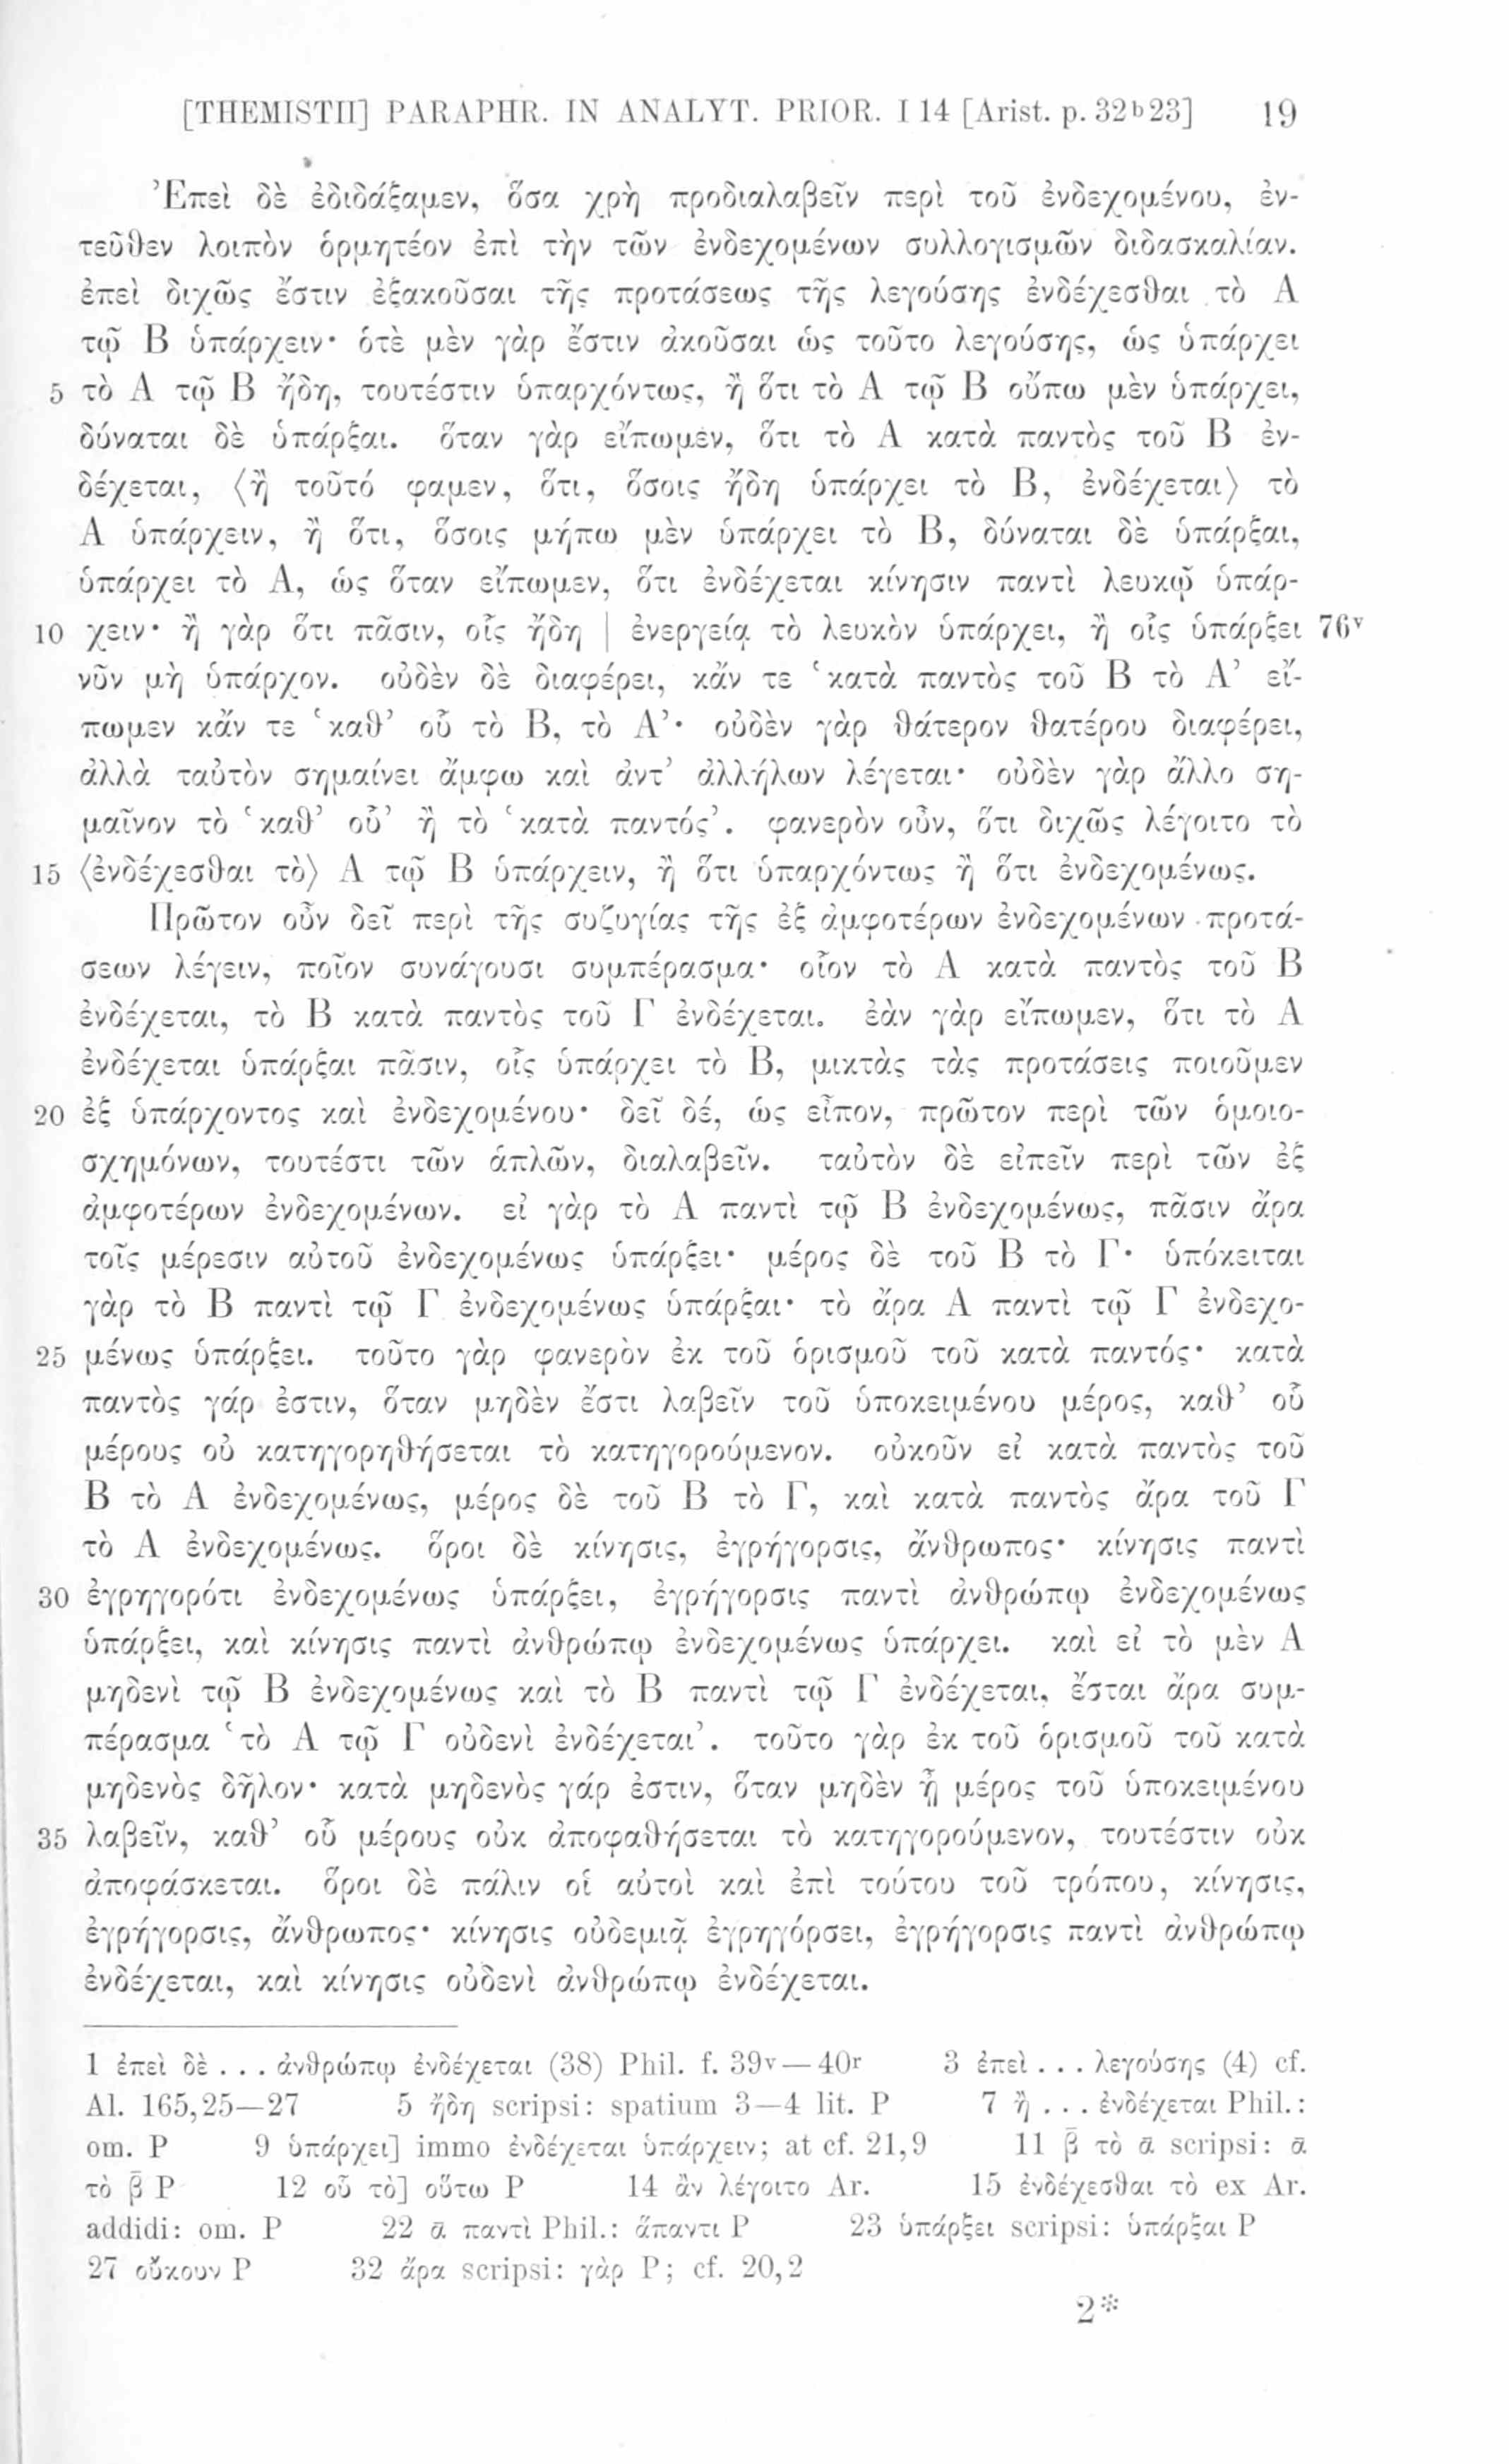 [THEMISTII] PARAPHR. IN ANALYT. PRIOR. I 14 [Arist. p. 32b23] 19
Ἐπεὶ δὲ ἐδιδάξαμεν, ὅσα χρὴ προδιαλαβεῖν περὶ τοῦ ἐνδεχομένου, ἐν-
τεῦθεν λοιπὸν ὁρμητέον ἐπὶ τὴν τῶν ἐνδεχομένων συλλογισμῶν διδασκαλίαν.
ἐπεὶ διχῶς ἔστιν ἐξακοῦσαι τῆς προτάσεως τῆς λεγούσης ἐνδέχεσθαι τὸ Α
τῷ Β ὑπάρχειν· ὁτὲ μὲν γὰρ ἔστιν ἀκοῦσαι ὡς τοῦτο λεγούσης, ὡς ὑπάρχει
5 τὸ Α τῷ Β ἤδη, τουτέστιν ὑπαρχόντως, ἢ ὅτι τὸ Α τῷ Β οὔπω μὲν ὑπάρχει,
δύναται δὲ ὑπάρξαι. ὅταν γὰρ εἴπωμεν, ὅτι τὸ Α κατὰ παντὸς τοῦ Β ἐν-
δέχεται, ⟨ἢ τοῦτό φαμεν, ὅτι, ὅσοις ἤδη ὑπάρχει τὸ Β, ἐνδέχεται⟩ τὸ
Α ὑπάρχειν, ἢ ὅτι, ὅσοις μήπω μὲν ὑπάρχει τὸ Β, δύναται δὲ ὑπάρξαι,
ὑπάρχει τὸ Α, ὡς ὅταν εἴπωμεν, ὅτι ἐνδέχεται κίνησιν παντὶ λευκῷ ὑπάρ-
10 χειν· ἢ γὰρ ὅτι πᾶσιν, οἷς ἤδη | ἐνεργείᾳ τὸ λευκὸν ὑπάρχει, ἢ οἷς ὑπάρξει 76v
νῦν μὴ ὑπάρχον. οὐδὲν δὲ διαφέρει, κἄν τε ‘κατὰ παντὸς τοῦ Β τὸ Α’ εἴ-
πωμεν κἄν τε ‘καθ’ οὗ τὸ Β, τὸ Α’· οὐδὲν γὰρ θάτερον θατέρου διαφέρει,
ἀλλὰ ταὐτὸν σημαίνει ἄμφω καὶ ἀντ’ ἀλλήλων λέγεται· οὐδὲν γὰρ ἄλλο ση-
μαῖνον τὸ ‘καθ’ οὗ’ ἢ τὸ ‘κατὰ παντός’. φανερὸν οὖν, ὅτι διχῶς λέγοιτο τὸ
15 ⟨ἐνδέχεσθαι τὸ⟩ Α τῷ Β ὑπάρχειν, ἢ ὅτι ὑπαρχόντως ἢ ὅτι ἐνδεχομένως.
Πρῶτον οὖν δεῖ περὶ τῆς συζυγίας τῆς ἐξ ἀμφοτέρων ἐνδεχομένων προτά-
σεων λέγειν, ποῖον συνάγουσι συμπέρασμα· οἷον τὸ Α κατὰ παντὸς τοῦ Β
ἐνδέχεται, τὸ Β κατὰ παντὸς τοῦ Γ ἐνδέχεται. ἐὰν γὰρ εἴπωμεν, ὅτι τὸ Α
ἐνδέχεται ὑπάρξαι πᾶσιν, οἷς ὑπάρχει τὸ Β, μικτὰς τὰς προτάσεις ποιοῦμεν
20 ἐξ ὑπάρχοντος καὶ ἐνδεχομένου· δεῖ δέ, ὡς εἶπον, πρῶτον περὶ τῶν ὁμοιο-
σχημόνων, τουτέστι τῶν ἁπλῶν, διαλαβεῖν. ταὐτὸν δὲ εἰπεῖν περὶ τῶν ἐξ
ἀμφοτέρων ἐνδεχομένων. εἰ γὰρ τὸ Α παντὶ τῷ Β ἐνδεχομένως, πᾶσιν ἄρα
τοῖς μέρεσιν αὐτοῦ ἐνδεχομένως ὑπάρξει· μέρος δὲ τοῦ Β τὸ Γ· ὑπόκειται
γὰρ τὸ Β παντὶ τῷ Γ ἐνδεχομένως ὑπάρξαι· τὸ ἄρα Α παντὶ τῷ Γ ἐνδεχο-
25 μένως ὑπάρξει. τοῦτο γὰρ φανερὸν ἐκ τοῦ ὁρισμοῦ τοῦ κατὰ παντός· κατὰ
παντὸς γάρ ἐστιν, ὅταν μηδὲν ἔστι λαβεῖν τοῦ ὑποκειμένου μέρος, καθ’ οὗ
μέρους οὐ κατηγορηθήσεται τὸ κατηγορούμενον. οὐκοῦν εἰ κατὰ παντὸς τοῦ
Β τὸ Α ἐνδεχομένως, μέρος δὲ τοῦ Β τὸ Γ, καὶ κατὰ παντὸς ἄρα τοῦ Γ
τὸ Α ἐνδεχομένως. ὅροι δὲ κίνησις, ἐγρήγορσις, ἄνθρωπος· κίνησις παντὶ
30 ἐγρηγορότι ἐνδεχομένως ὑπάρξει, ἐγρήγορσις παντὶ ἀνθρώπῳ ἐνδεχομένως
ὑπάρξει, καὶ κίνησις παντὶ ἀνθρώπῳ ἐνδεχομένως ὑπάρχει. καὶ εἰ τὸ μὲν Α
μηδενὶ τῷ Β ἐνδεχομένως καὶ τὸ Β παντὶ τῷ Γ ἐνδέχεται, ἔσται ἄρα συμ-
πέρασμα ‘τὸ Α τῷ Γ οὐδενὶ ἐνδέχεται’. τοῦτο γὰρ ἐκ τοῦ ὁρισμοῦ τοῦ κατὰ
μηδενὸς δῆλον· κατὰ μηδενὸς γάρ ἐστιν, ὅταν μηδὲν ᾖ μέρος τοῦ ὑποκειμένου
35 λαβεῖν, καθ’ οὗ μέρους οὐκ ἀποφαθήσεται τὸ κατηγορούμενον, τουτέστιν οὐκ
ἀποφάσκεται. ὅροι δὲ πάλιν οἱ αὐτοὶ καὶ ἐπὶ τούτου τοῦ τρόπου, κίνησις,
ἐγρήγορσις, ἄνθρωπος· κίνησις οὐδεμιᾷ ἐγρηγόρσει, ἐγρήγορσις παντὶ ἀνθρώπῳ
ἐνδέχεται, καὶ κίνησις οὐδενὶ ἀνθρώπῳ ἐνδέχεται.
1 ἐπεὶ δὲ . . . ἀνθρώπῳ ἐνδέχεται (38) Phil. f. 39v—40r 3 ἐπεὶ . . . λεγούσης (4) cf.
Al. 165,25—27 5 ἤδη scripsi: spatium 3—4 lit. P 7 ἢ . . . ἐνδέχεται Phil.:
om. P 9 ὑπάρχει] immo ἐνδέχεται ὑπάρχειν; at cf. 21,9 11 β̄ τὸ ᾱ scripsi: ᾱ
τὸ β̄ P 12 οὗ τὸ] οὕτω P 14 ἂν λέγοιτο Ar. 15 ἐνδέχεσθαι τὸ ex Ar.
addidi: om. P 22 ᾱ παντὶ Phil.: ἅπαντι P 23 ὑπάρξει scripsi: ὑπάρξαι P
27 οὔκουν P 32 ἄρα scripsi: γὰρ P; cf. 20,2
2*